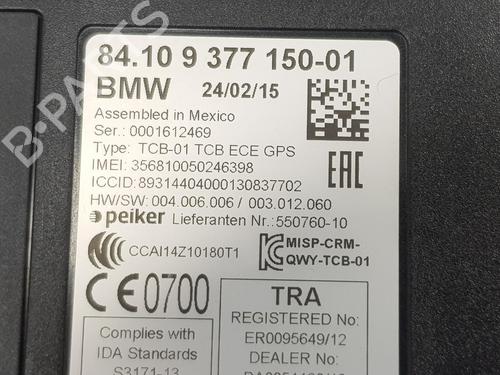 84.10 9 377 150-01
BMW 24/02/15
Assembled in Mexico
Ser.: 0001612469
Type: TCB-01 TCB ECE GPS
IMEI: 356810050246398
ICCID: 89314404000130837702
HW/SW: 004.006.006 / 003.012.060
peiker Lieferanten Nr.: 550760-10
EAC
CCAI14Z10180T1
MISP-CRM-
QWY-TCB-01
CE0700
TRA
REGISTERED No:
ER0095649/12
DEALER No:
Complies with
IDA Standards
S3171-13
B-PARTS